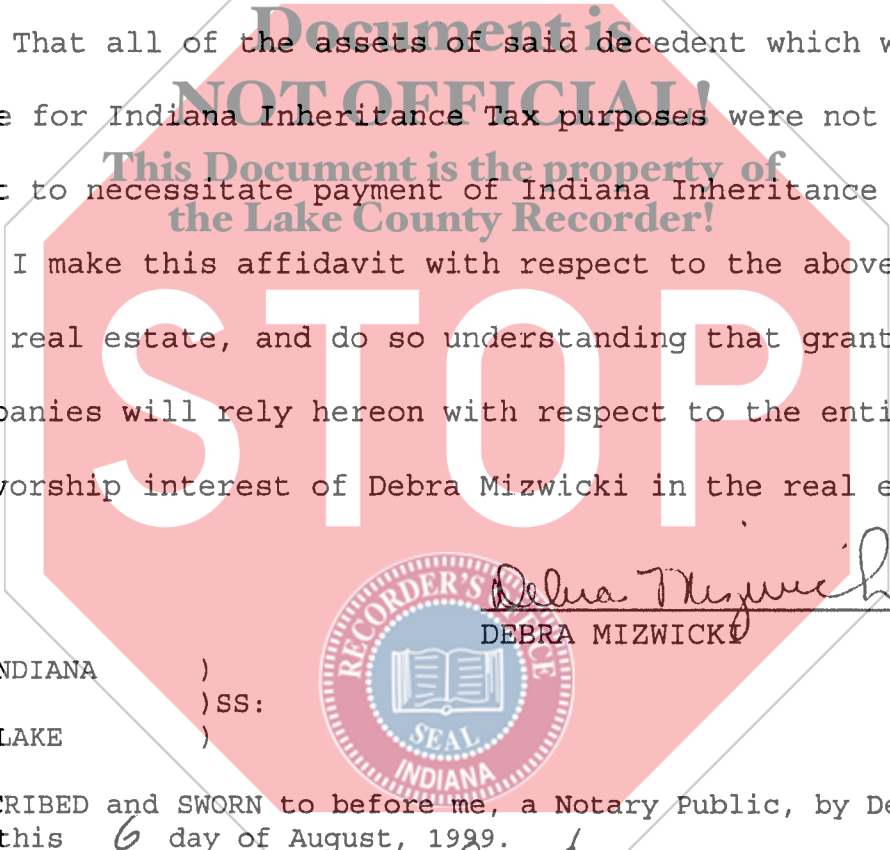 Document is
That all of the assets of said decedent which w
NOT OFFICIAL!
e for Indiana Inheritance Tax purposes were not
This Document is the property of
t to necessitate payment of Indiana Inheritance
the Lake County Recorder!
I make this affidavit with respect to the above
real estate, and do so understanding that grant
panies will rely hereon with respect to the enti
vorship interest of Debra Mizwicki in the real e
STOP
Debra Mizwicki
DEBRA MIZWICKI
NDIANA )
)SS:
LAKE )
RECORDER'S OFFICE
SEAL
INDIANA
CRIBED and SWORN to before me, a Notary Public, by De
this 6 day of August, 1999.